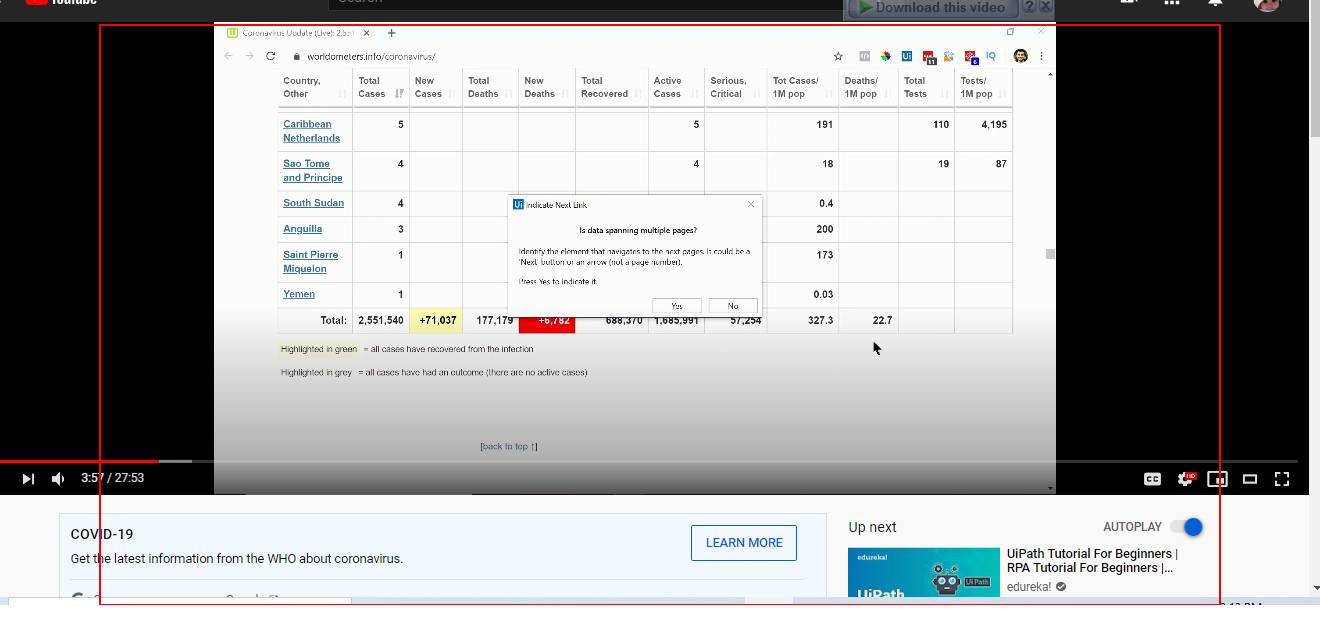 YouTube
Search
Download this video
Coronavirus Update (Live): 2,551
worldometers.info/coronavirus/
Country, Other
Total Cases
New Cases
Total Deaths
New Deaths
Total Recovered
Active Cases
Serious, Critical
Tot Cases/ 1M pop
Deaths/ 1M pop
Total Tests
Tests/ 1M pop
Caribbean Netherlands 5 5 191 110 4,195
Sao Tome and Principe 4 4 18 19 87
South Sudan 4 0.4
Anguilla 3 200
Saint Pierre Miquelon 1 173
Yemen 1 0.03
Total: 2,551,540 +71,037 177,179 +6,782 688,370 1,685,991 57,254 327.3 22.7
Ui Indicate Next Link
Is data spanning multiple pages?
Identify the element that navigates to the next pages. It could be a
'Next' button or an arrow (not a page number).
Press Yes to indicate it.
Yes No
Highlighted in green = all cases have recovered from the infection
Highlighted in grey = all cases have had an outcome (there are no active cases)
[back to top ↑]
3:57 / 27:53
CC HD
COVID-19
Get the latest information from the WHO about coronavirus.
LEARN MORE
Up next
AUTOPLAY
edureka!
UiPath
Ui Path
UiPath Tutorial For Beginners |
RPA Tutorial For Beginners |...
edureka!